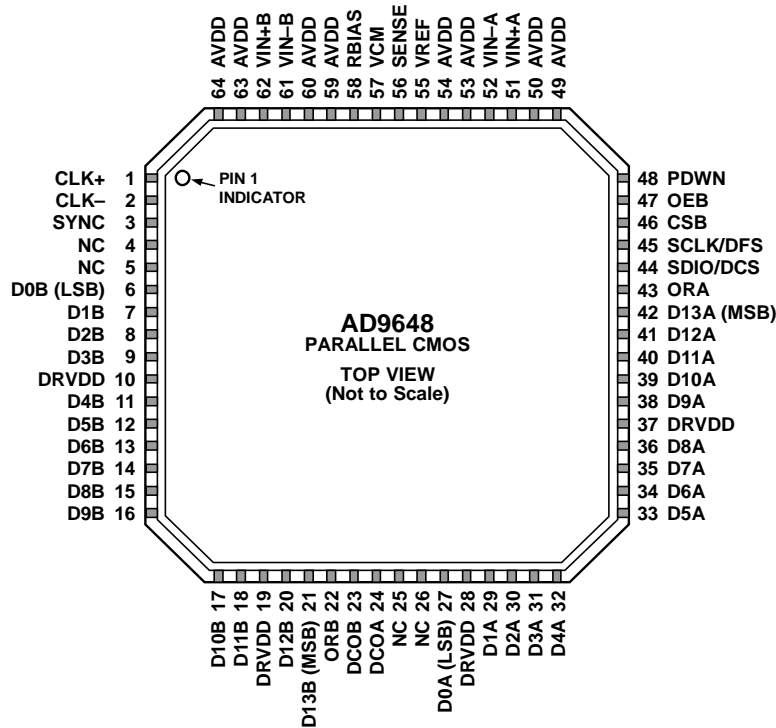 64 AVDD
63 AVDD
62 VIN+B
61 VIN–B
60 AVDD
59 AVDD
58 RBIAS
57 VCM
56 SENSE
55 VREF
54 AVDD
53 AVDD
52 VIN–A
51 VIN+A
50 AVDD
49 AVDD
CLK+ 1
CLK– 2
SYNC 3
NC 4
NC 5
D0B (LSB) 6
D1B 7
D2B 8
D3B 9
DRVDD 10
D4B 11
D5B 12
D6B 13
D7B 14
D8B 15
D9B 16
PIN 1
INDICATOR
AD9648
PARALLEL CMOS
TOP VIEW
(Not to Scale)
48 PDWN
47 OEB
46 CSB
45 SCLK/DFS
44 SDIO/DCS
43 ORA
42 D13A (MSB)
41 D12A
40 D11A
39 D10A
38 D9A
37 DRVDD
36 D8A
35 D7A
34 D6A
33 D5A
D10B 17
D11B 18
DRVDD 19
D12B 20
D13B (MSB) 21
ORB 22
DCOB 23
DCOA 24
NC 25
NC 26
D0A (LSB) 27
DRVDD 28
D1A 29
D2A 30
D3A 31
D4A 32